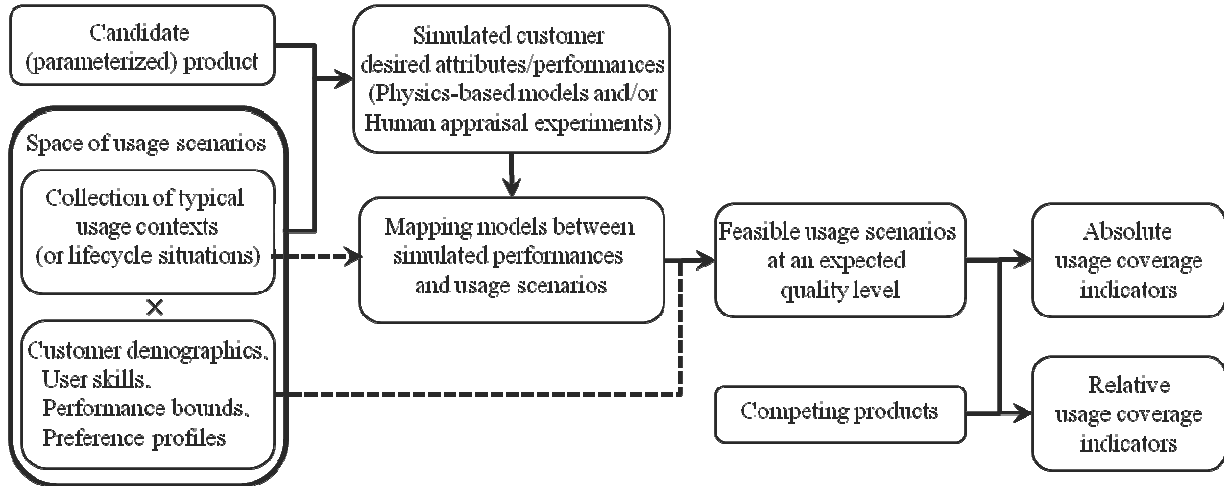 Candidate
(parameterized) product
Simulated customer
desired attributes/performances
(Physics-based models and/or
Human appraisal experiments)
Space of usage scenarios
Collection of typical
usage contexts
(or lifecycle situations)
×
Customer demographics,
User skills,
Performance bounds,
Preference profiles
Mapping models between
simulated performances
and usage scenarios
Feasible usage scenarios
at an expected
quality level
Competing products
Absolute
usage coverage
indicators
Relative
usage coverage
indicators